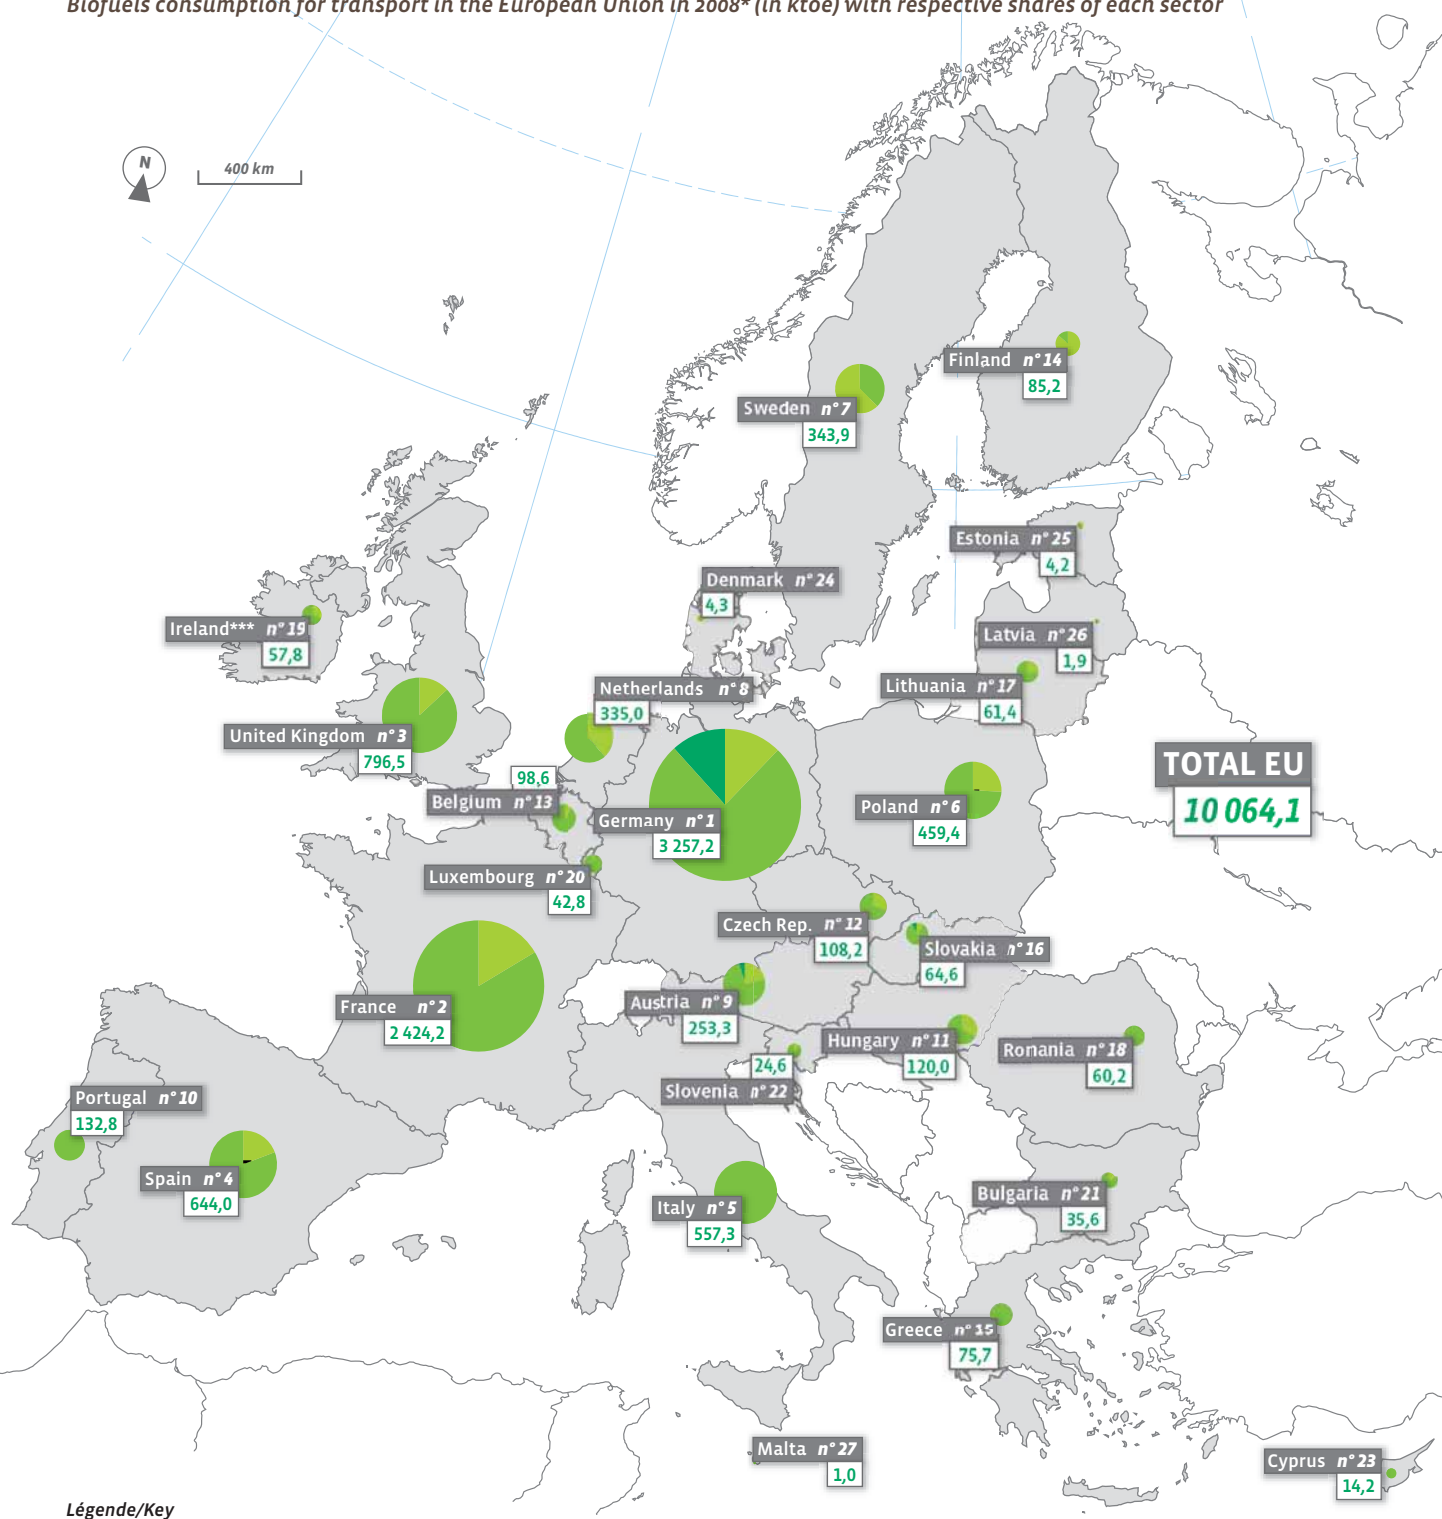 Biofuels consumption for transport in the European Union in 2008* (in ktoe) with respective shares of each sector
N
400 km
Finland n° 14
85,2
Sweden n° 7
343,9
Estonia n° 25
4,2
Denmark n° 24
4,3
Ireland*** n° 19
57,8
Latvia n° 26
1,9
Lithuania n° 17
61,4
Netherlands n° 8
335,0
United Kingdom n° 3
796,5
TOTAL EU
10 064,1
98,6
Belgium n° 13
Germany n° 1
3 257,2
Poland n° 6
459,4
Luxembourg n° 20
42,8
Czech Rep. n° 12
108,2
Slovakia n° 16
64,6
France n° 2
2 424,2
Austria n° 9
253,3
Hungary n° 11
120,0
Romania n° 18
60,2
24,6
Slovenia n° 22
Portugal n° 10
132,8
Spain n° 4
644,0
Italy n° 5
557,3
Bulgaria n° 21
35,6
Greece n° 15
75,7
Malta n° 27
1,0
Cyprus n° 23
14,2
Légende/Key